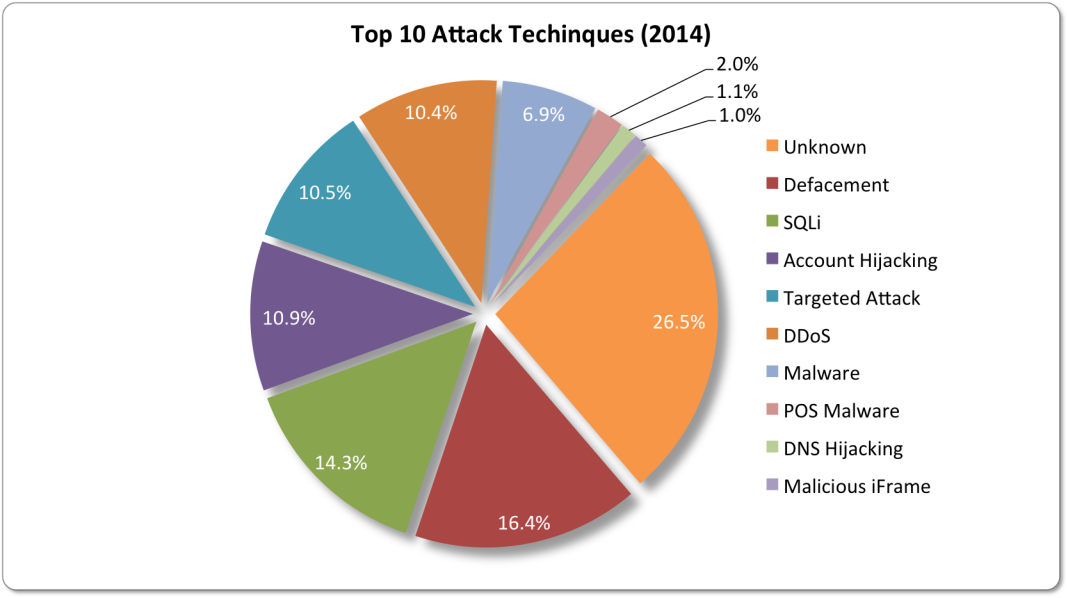 Top 10 Attack Techinques (2014)
2.0%
1.1%
1.0%
6.9%
10.4%
10.5%
10.9%
14.3%
16.4%
26.5%
Unknown
Defacement
SQLi
Account Hijacking
Targeted Attack
DDoS
Malware
POS Malware
DNS Hijacking
Malicious iFrame